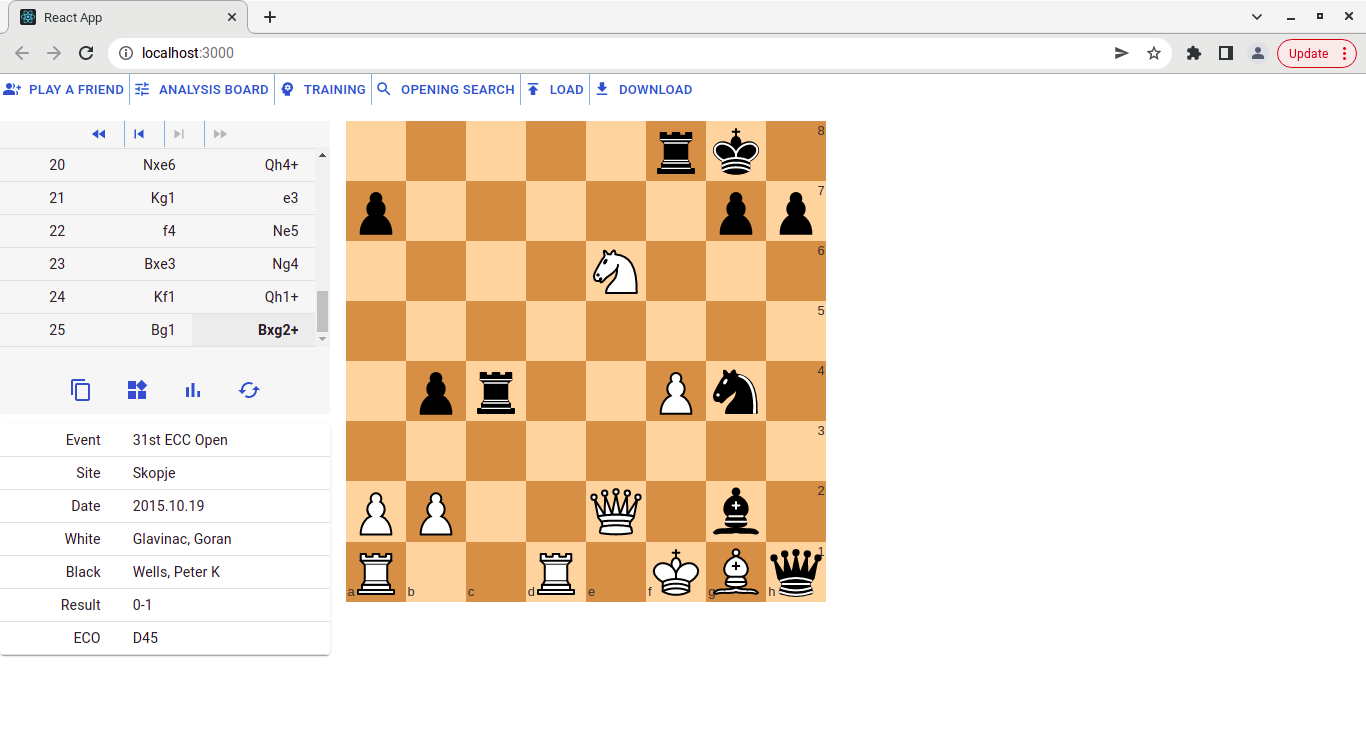 React App
localhost:3000
Update
PLAY A FRIEND ANALYSIS BOARD TRAINING OPENING SEARCH LOAD DOWNLOAD
20 Nxe6 Qh4+
21 Kg1 e3
22 f4 Ne5
23 Bxe3 Ng4
24 Kf1 Qh1+
25 Bg1 Bxg2+
Event 31st ECC Open
Site Skopje
Date 2015.10.19
White Glavinac, Goran
Black Wells, Peter K
Result 0-1
ECO D45
8
7
6
5
4
3
2
1
a b c d e f g h